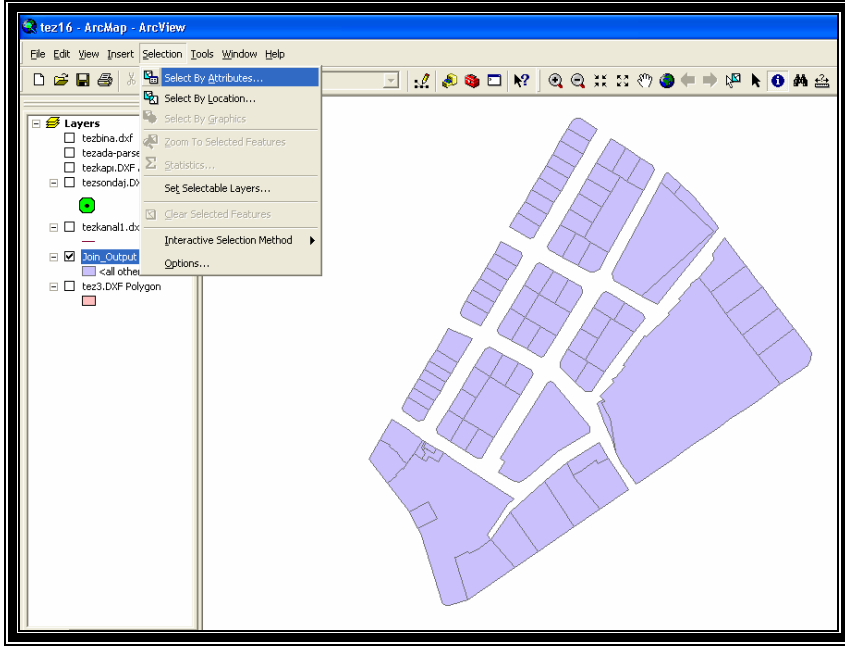 tez16 - ArcMap - ArcView
File Edit View Insert Selection Tools Window Help
Select By Attributes...
Select By Location...
Select By Graphics
Zoom To Selected Features
Statistics...
Set Selectable Layers...
Clear Selected Features
Interactive Selection Method
Options...
Layers
tezbina.dxf
tezada-parse
tezkapı.DXF
tezsondaj.D
tezkanal1.dx
Join_Output
<all othe
tez3.DXF Polygon